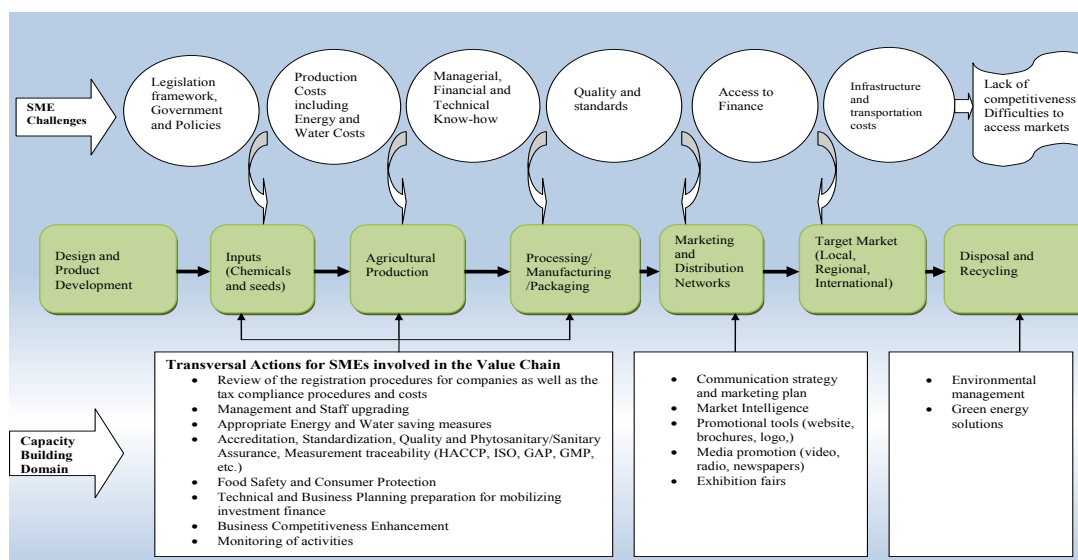 SME
Challenges
Legislation
framework,
Government
and Policies
Production
Costs
including
Energy and
Water Costs
Managerial,
Financial and
Technical
Know-how
Quality and
standards
Access to
Finance
Infrastructure
and
transportation
costs
Lack of
competitiveness
Difficulties to
access markets
Design and
Product
Development
Inputs
(Chemicals
and seeds)
Agricultural
Production
Processing/
Manufacturing
/Packaging
Marketing
and
Distribution
Networks
Target Market
(Local,
Regional,
International)
Disposal and
Recycling
Capacity
Building
Domain
Transversal Actions for SMEs involved in the Value Chain
• Review of the registration procedures for companies as well as the
tax compliance procedures and costs
• Management and Staff upgrading
• Appropriate Energy and Water saving measures
• Accreditation, Standardization, Quality and Phytosanitary/Sanitary
Assurance, Measurement traceability (HACCP, ISO, GAP, GMP,
etc.)
• Food Safety and Consumer Protection
• Technical and Business Planning preparation for mobilizing
investment finance
• Business Competitiveness Enhancement
• Monitoring of activities
• Communication strategy
and marketing plan
• Market Intelligence
• Promotional tools (website,
brochures, logo,)
• Media promotion (video,
radio, newspapers)
• Exhibition fairs
• Environmental
management
• Green energy
solutions